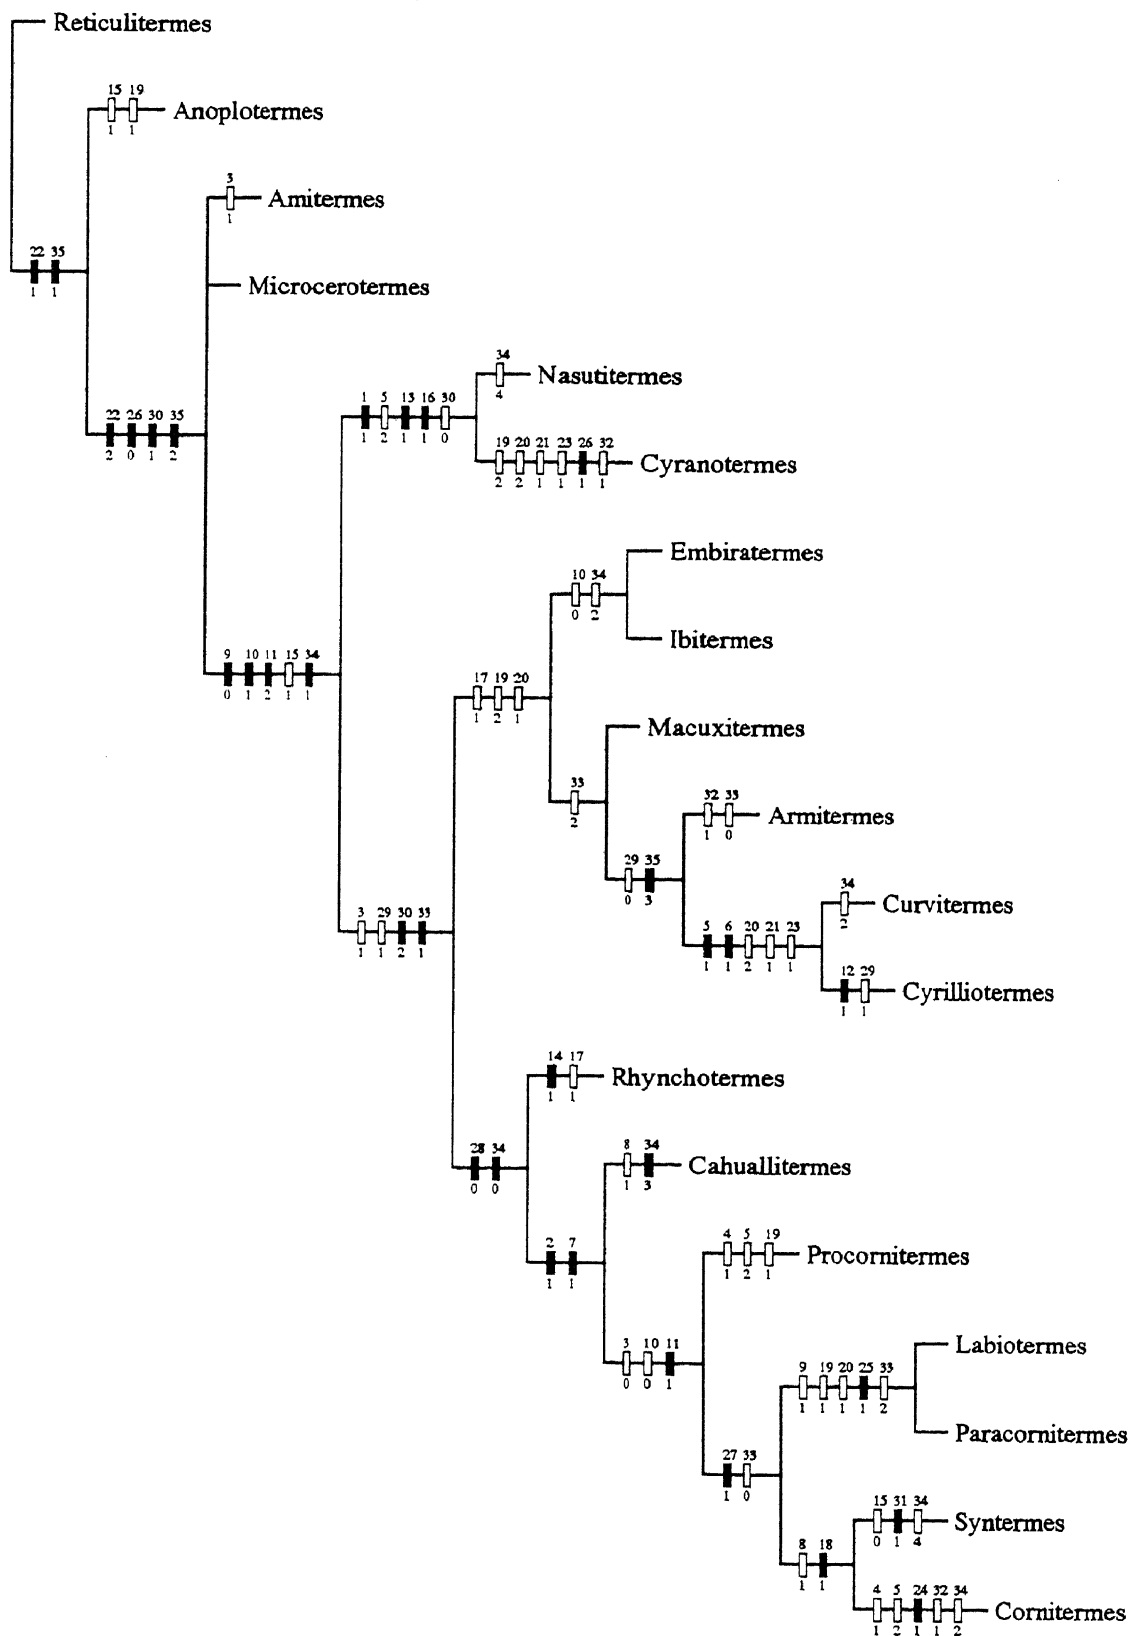 Reticulitermes
15 19
Anoplotermes
1 1
3
Amitermes
1
22 35
Microcerotermes
1 1
34
Nasutitermes
4
1 5 13 16 30
1 2 1 1 0
22 26 30 35
2 0 1 2
19 20 21 23 26 32
Cyranotermes
2 2 1 1 1 1
Embiratermes
10 34
0 2
Ibitermes
9 10 11 15 34
0 1 2 1 1
17 19 20
1 2 1
Macuxitermes
33
2
32 33
Armitermes
1 0
29 35
0 3
34
Curvitermes
2
3 29 30 33
1 1 2 1
5 6 20 21 23
1 1 2 1 1
12 29
Cyrilliotermes
1 1
14 17
Rhynchotermes
1 1
28 34
0 0
8 34
Cahuallitermes
1 3
2 7
1 1
4 5 19
Procornitermes
1 2 1
3 10 11
0 0 1
Labiotermes
9 19 20 25 33
1 1 1 1 2
Paracornitermes
27 33
1 0
15 31 34
Syntermes
0 1 4
8 18
1 1
4 5 24 32 34
Cornitermes
1 2 1 1 2